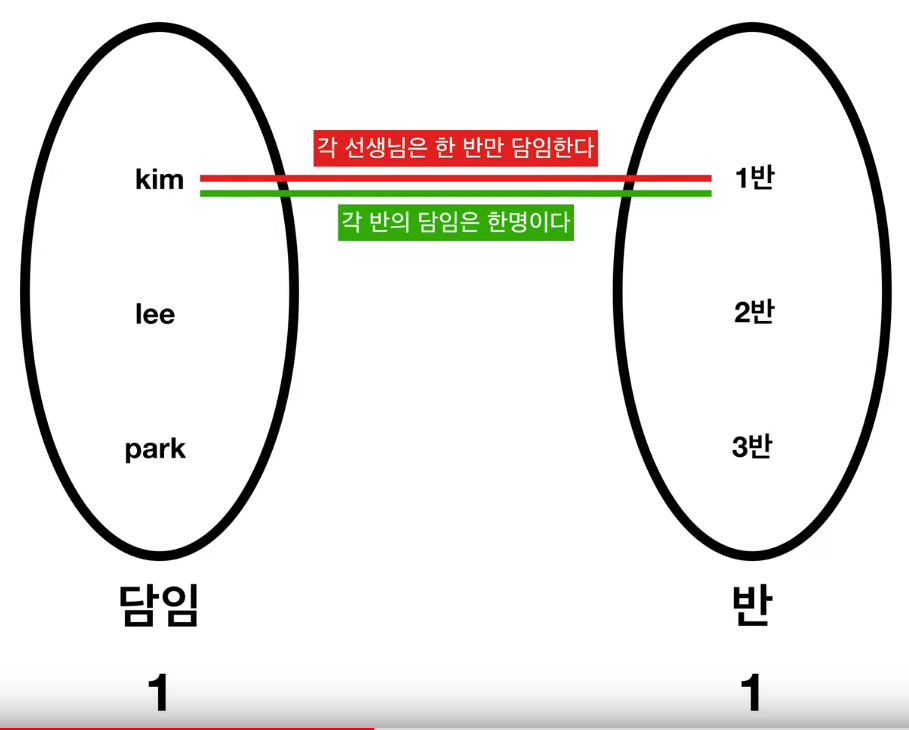 각 선생님은 한 반만 담임한다
kim
1반
각 반의 담임은 한명이다
lee
2반
park
3반
담임
반
1
1